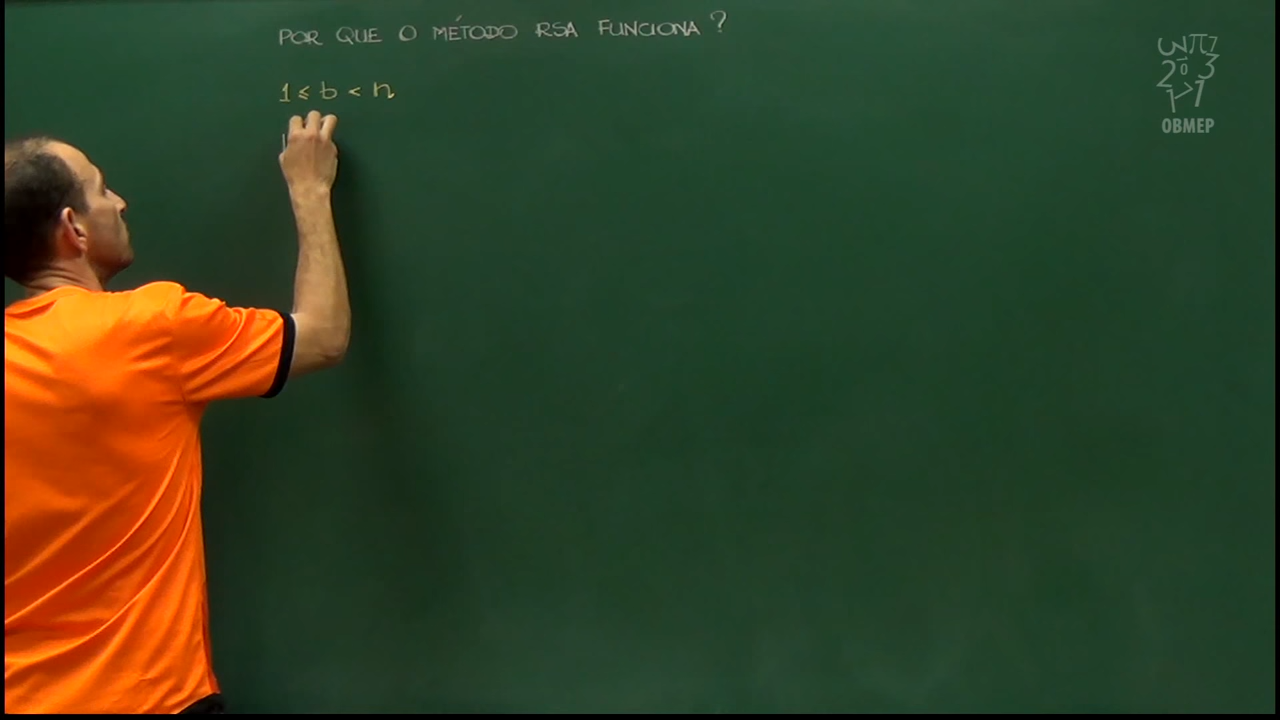 POR QUE O MÉTODO RSA FUNCIONA?
1 ≤ b < n
OBMEP